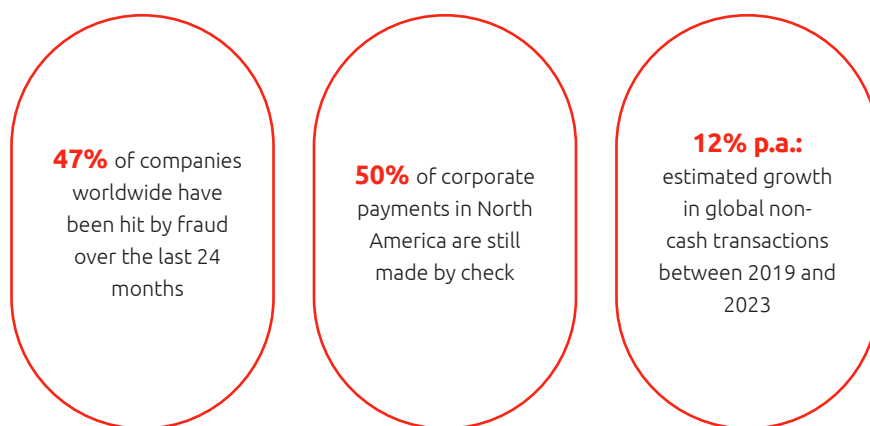 47% of companies
worldwide have
been hit by fraud
over the last 24
months
50% of corporate
payments in North
America are still
made by check
12% p.a.:
estimated growth
in global non-
cash transactions
between 2019 and
2023